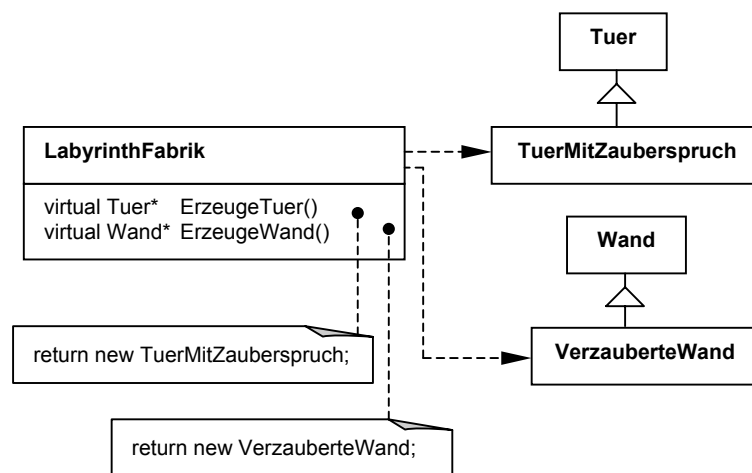 Tuer
LabyrinthFabrik
TuerMitZauberspruch
virtual Tuer* ErzeugeTuer()
virtual Wand* ErzeugeWand()
Wand
return new TuerMitZauberspruch;
VerzauberteWand
return new VerzauberteWand;